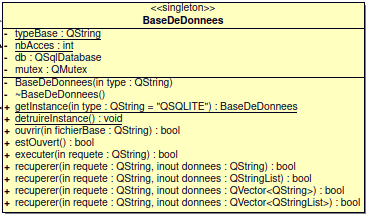 <<singleton>>
BaseDeDonnees
- typeBase : QString
- nbAcces : int
- db : QSqlDatabase
- mutex : QMutex
- BaseDeDonnees(in type : QString)
- ~BaseDeDonnees()
+ getInstance(in type : QString = "QSQLITE") : BaseDeDonnees
+ detruireInstance() : void
+ ouvrir(in fichierBase : QString) : bool
+ estOuvert() : bool
+ executer(in requete : QString) : bool
+ recuperer(in requete : QString, inout donnees : QString) : bool
+ recuperer(in requete : QString, inout donnees : QStringList) : bool
+ recuperer(in requete : QString, inout donnees : QVector<QString>) : bool
+ recuperer(in requete : QString, inout donnees : QVector<QStringList>) : bool